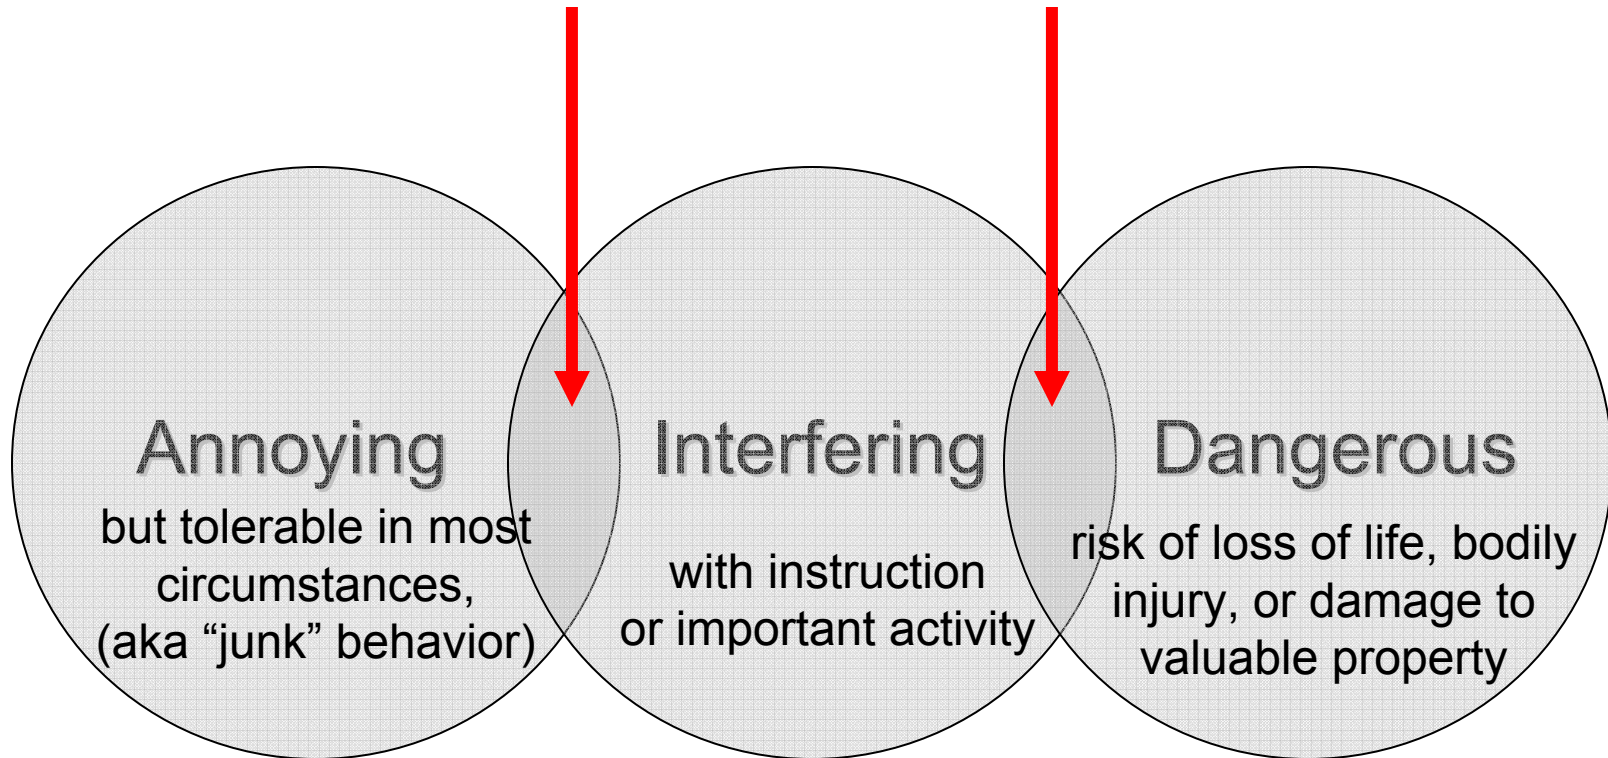 Annoying
but tolerable in most
circumstances,
(aka “junk” behavior)
Interfering
with instruction
or important activity
Dangerous
risk of loss of life, bodily
injury, or damage to
valuable property